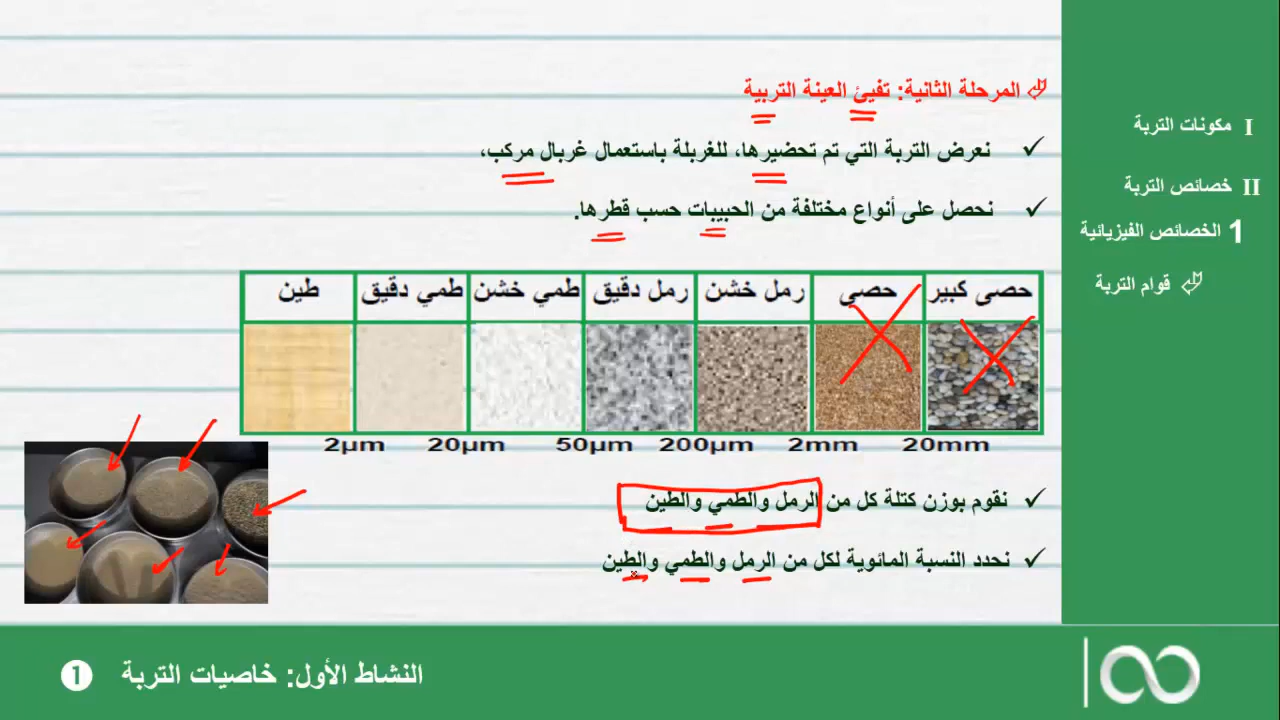 المرحلة الثانية: تفيئ العينة التربية
نعرض التربة التي تم تحضيرها، للغربلة باستعمال غربال مركب،
نحصل على أنواع مختلفة من الحبيبات حسب قطرها.
حصى كبير حصى رمل خشن رمل دقيق طمي خشن طمي دقيق طين
2µm 20µm 50µm 200µm 2mm 20mm
نقوم بوزن كتلة كل من الرمل والطمي والطين
نحدد النسبة المائوية لكل من الرمل والطمي والطين
I مكونات التربة
II خصائص التربة
1 الخصائص الفيزيائية
قوام التربة
النشاط الأول: خاصيات التربة 1